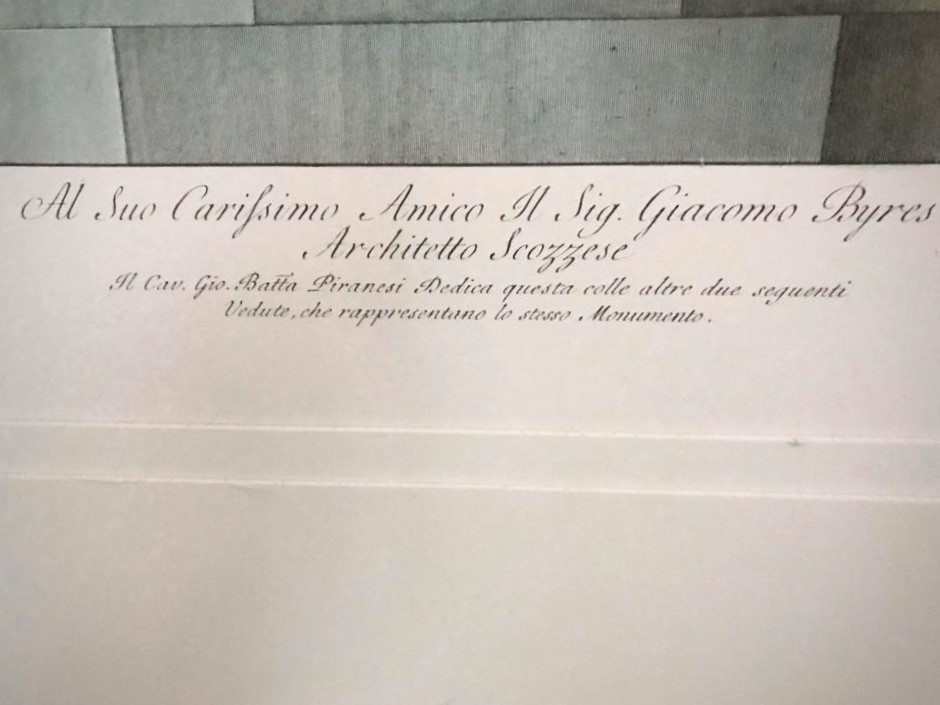 Al Suo Cariſsimo Amico Il Sig. Giacomo Byres
Architetto Scozzese
Il Cav. Gio. Batt̅a Piranesi Dedica questa colle altre due seguenti
Vedute, che rappresentano lo stesso Monumento.